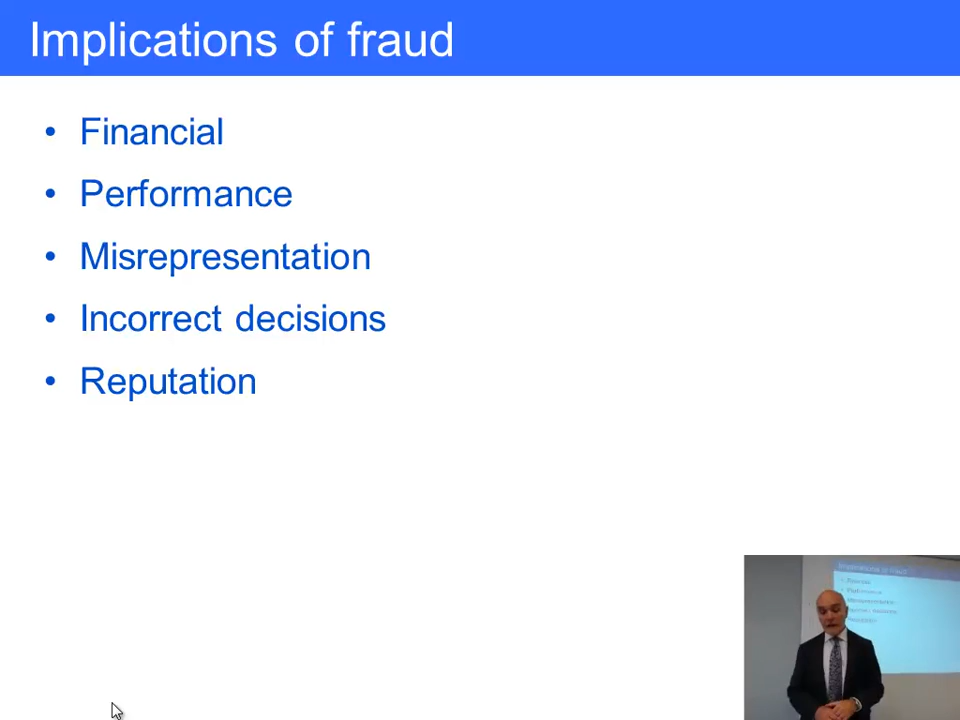 Implications of fraud
• Financial
• Performance
• Misrepresentation
• Incorrect decisions
• Reputation